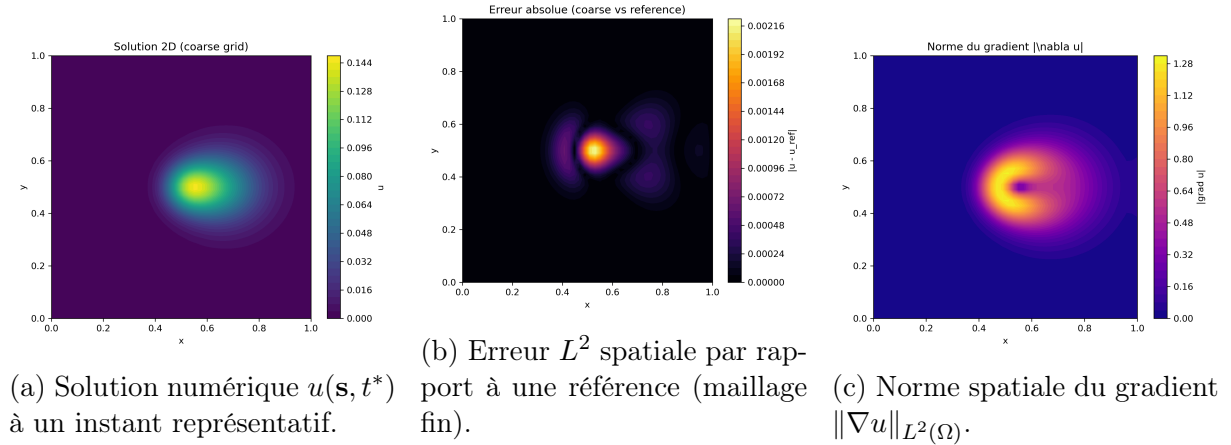 Solution 2D (coarse grid)
1.0
0.8
0.6
0.4
0.2
0.0
y
0.0 0.2 0.4 0.6 0.8 1.0
x
0.144
0.128
0.112
0.096
0.080
0.064
0.048
0.032
0.016
0.000
u
(a) Solution numérique u(s, t*)
à un instant représentatif.
Erreur absolue (coarse vs reference)
1.0
0.8
0.6
0.4
0.2
0.0
y
0.0 0.2 0.4 0.6 0.8 1.0
x
0.00216
0.00192
0.00168
0.00144
0.00120
0.00096
0.00072
0.00048
0.00024
0.00000
|u - u_ref|
(b) Erreur L² spatiale par rap-
port à une référence (maillage
fin).
Norme du gradient |\nabla u|
1.0
0.8
0.6
0.4
0.2
0.0
y
0.0 0.2 0.4 0.6 0.8 1.0
x
1.28
1.12
0.96
0.80
0.64
0.48
0.32
0.16
0.00
|grad u|
(c) Norme spatiale du gradient
‖∇u‖L²(Ω).